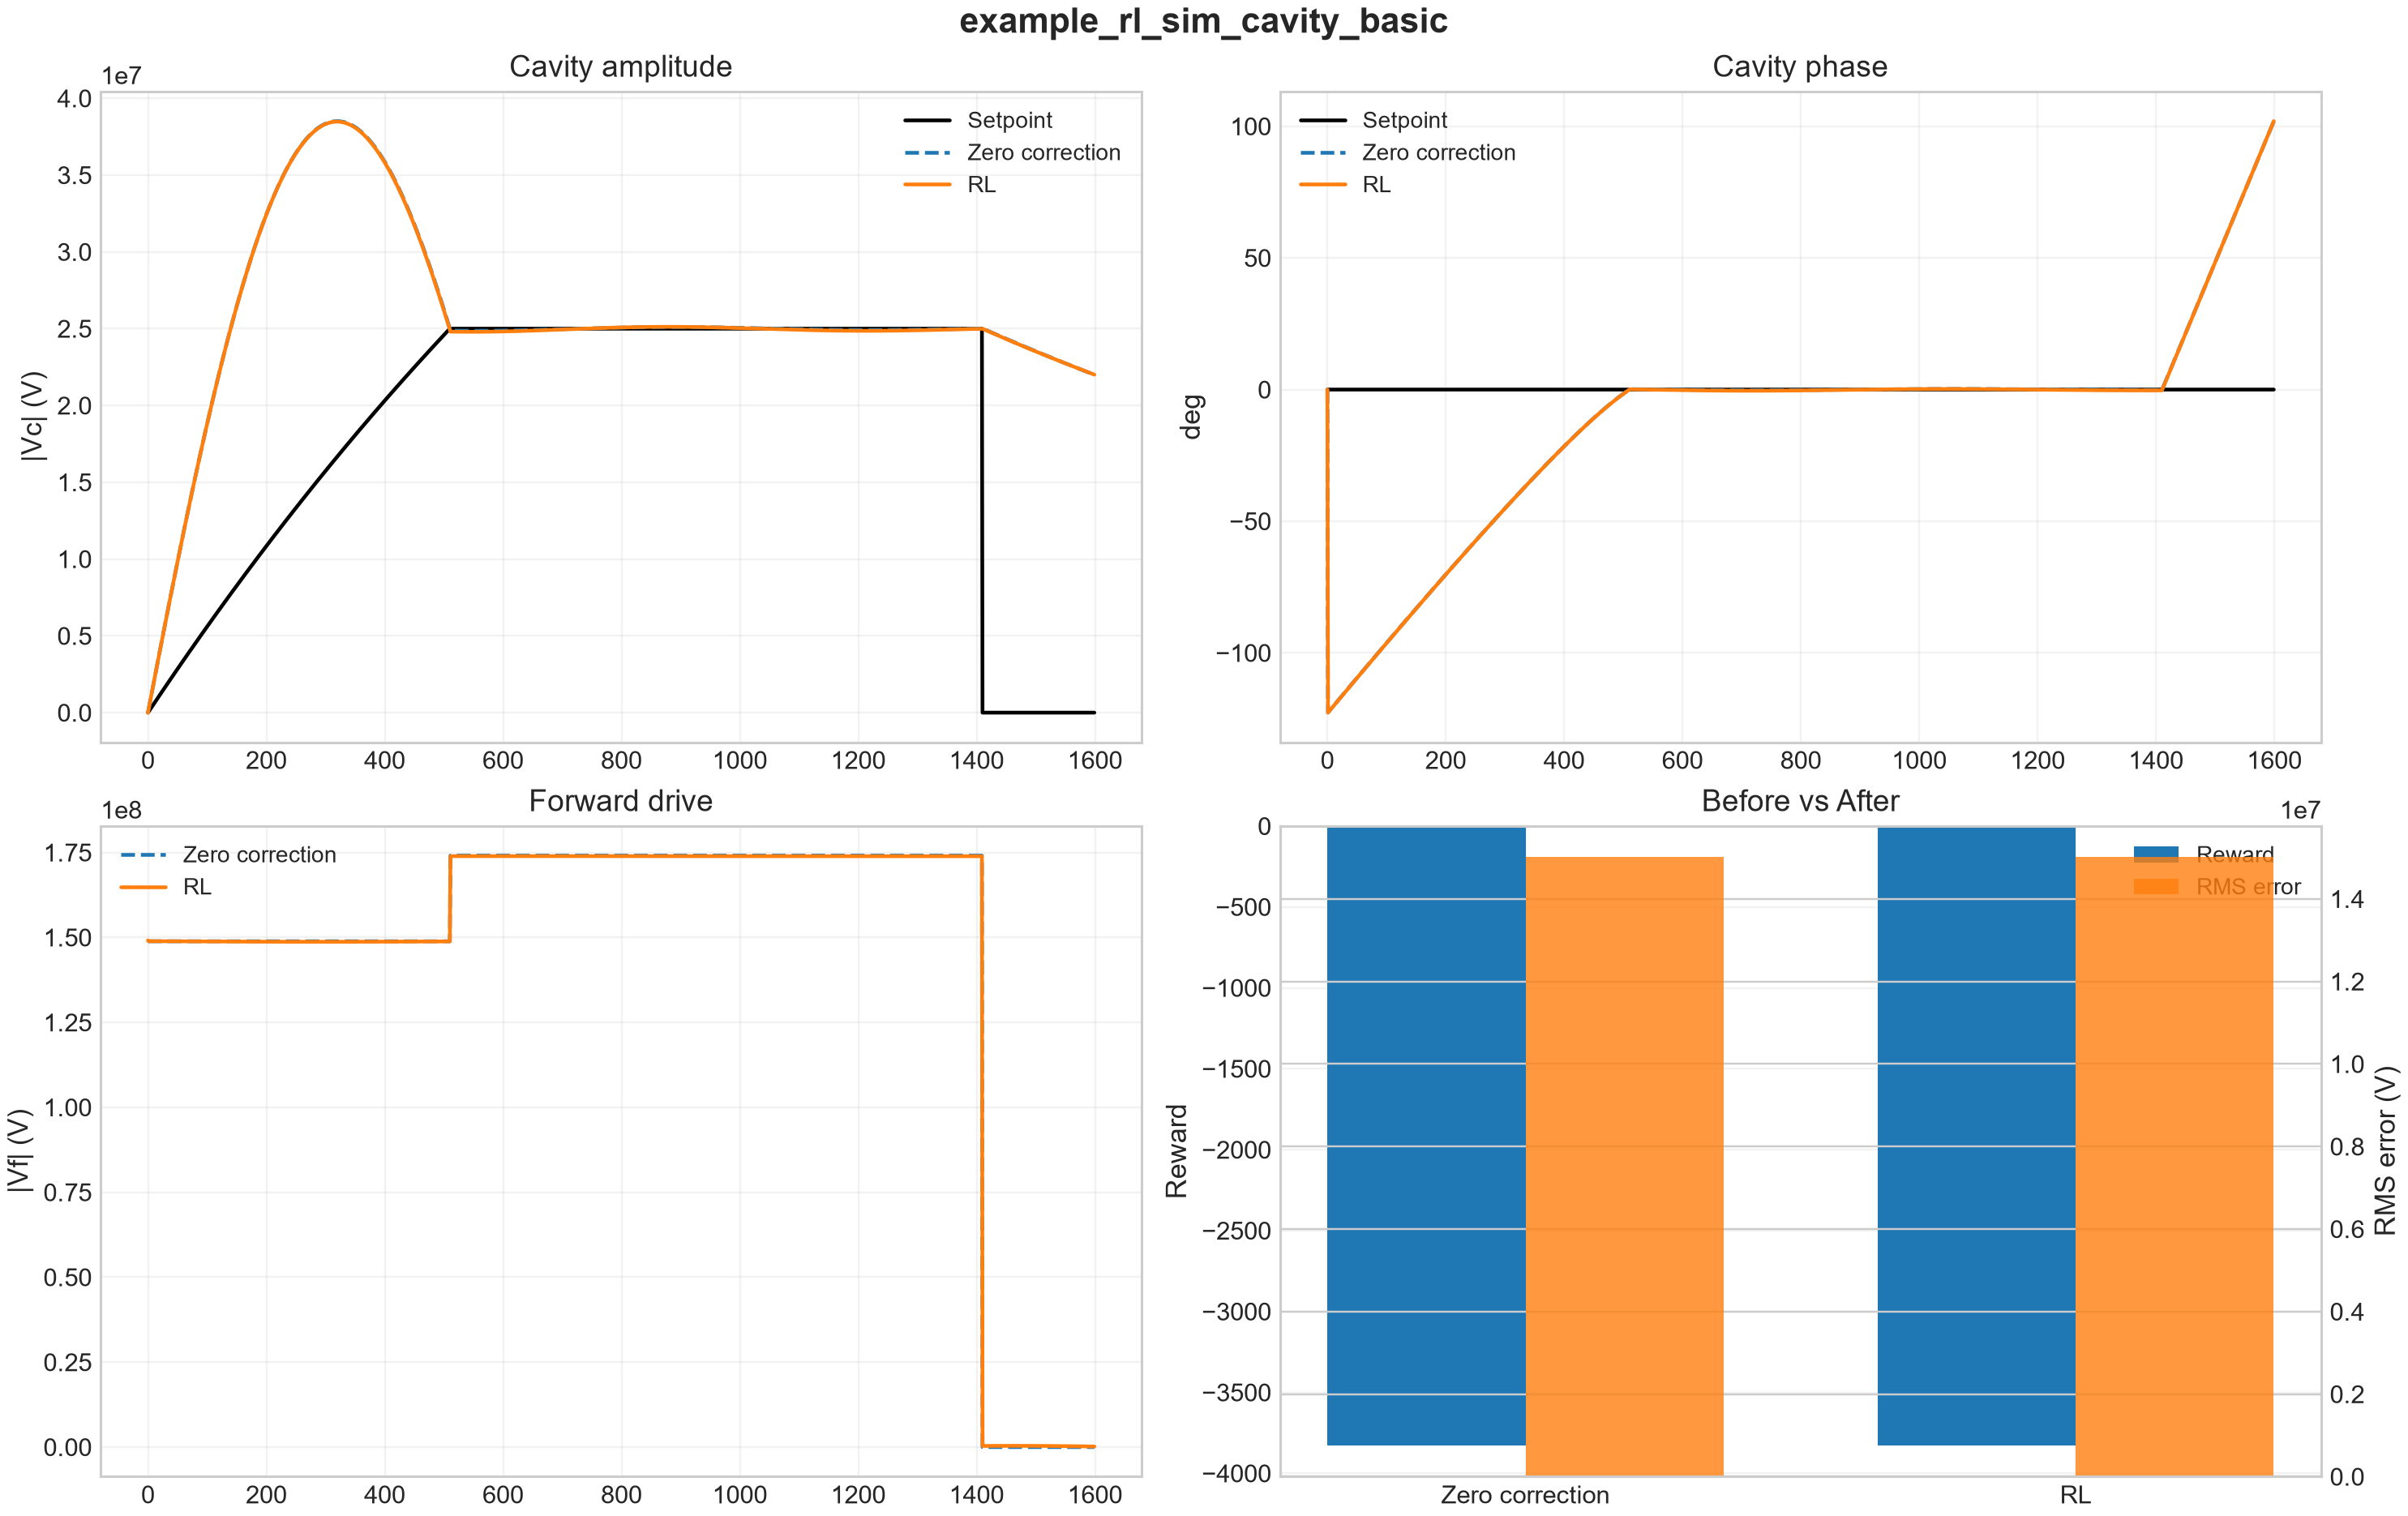 example_rl_sim_cavity_basic
Cavity amplitude
1e7
4.0
3.5
3.0
2.5
2.0
1.5
1.0
0.5
0.0
|Vc| (V)
Setpoint
Zero correction
RL
0 200 400 600 800 1000 1200 1400 1600
Cavity phase
100
50
0
−50
−100
deg
Setpoint
Zero correction
RL
0 200 400 600 800 1000 1200 1400 1600
Forward drive
1e8
1.75
1.50
1.25
1.00
0.75
0.50
0.25
0.00
|Vf| (V)
Zero correction
RL
0 200 400 600 800 1000 1200 1400 1600
Before vs After
1e7
0
−500
−1000
−1500
−2000
−2500
−3000
−3500
−4000
Reward
Reward
RMS error
1.4
1.2
1.0
0.8
0.6
0.4
0.2
0.0
RMS error (V)
Zero correction RL